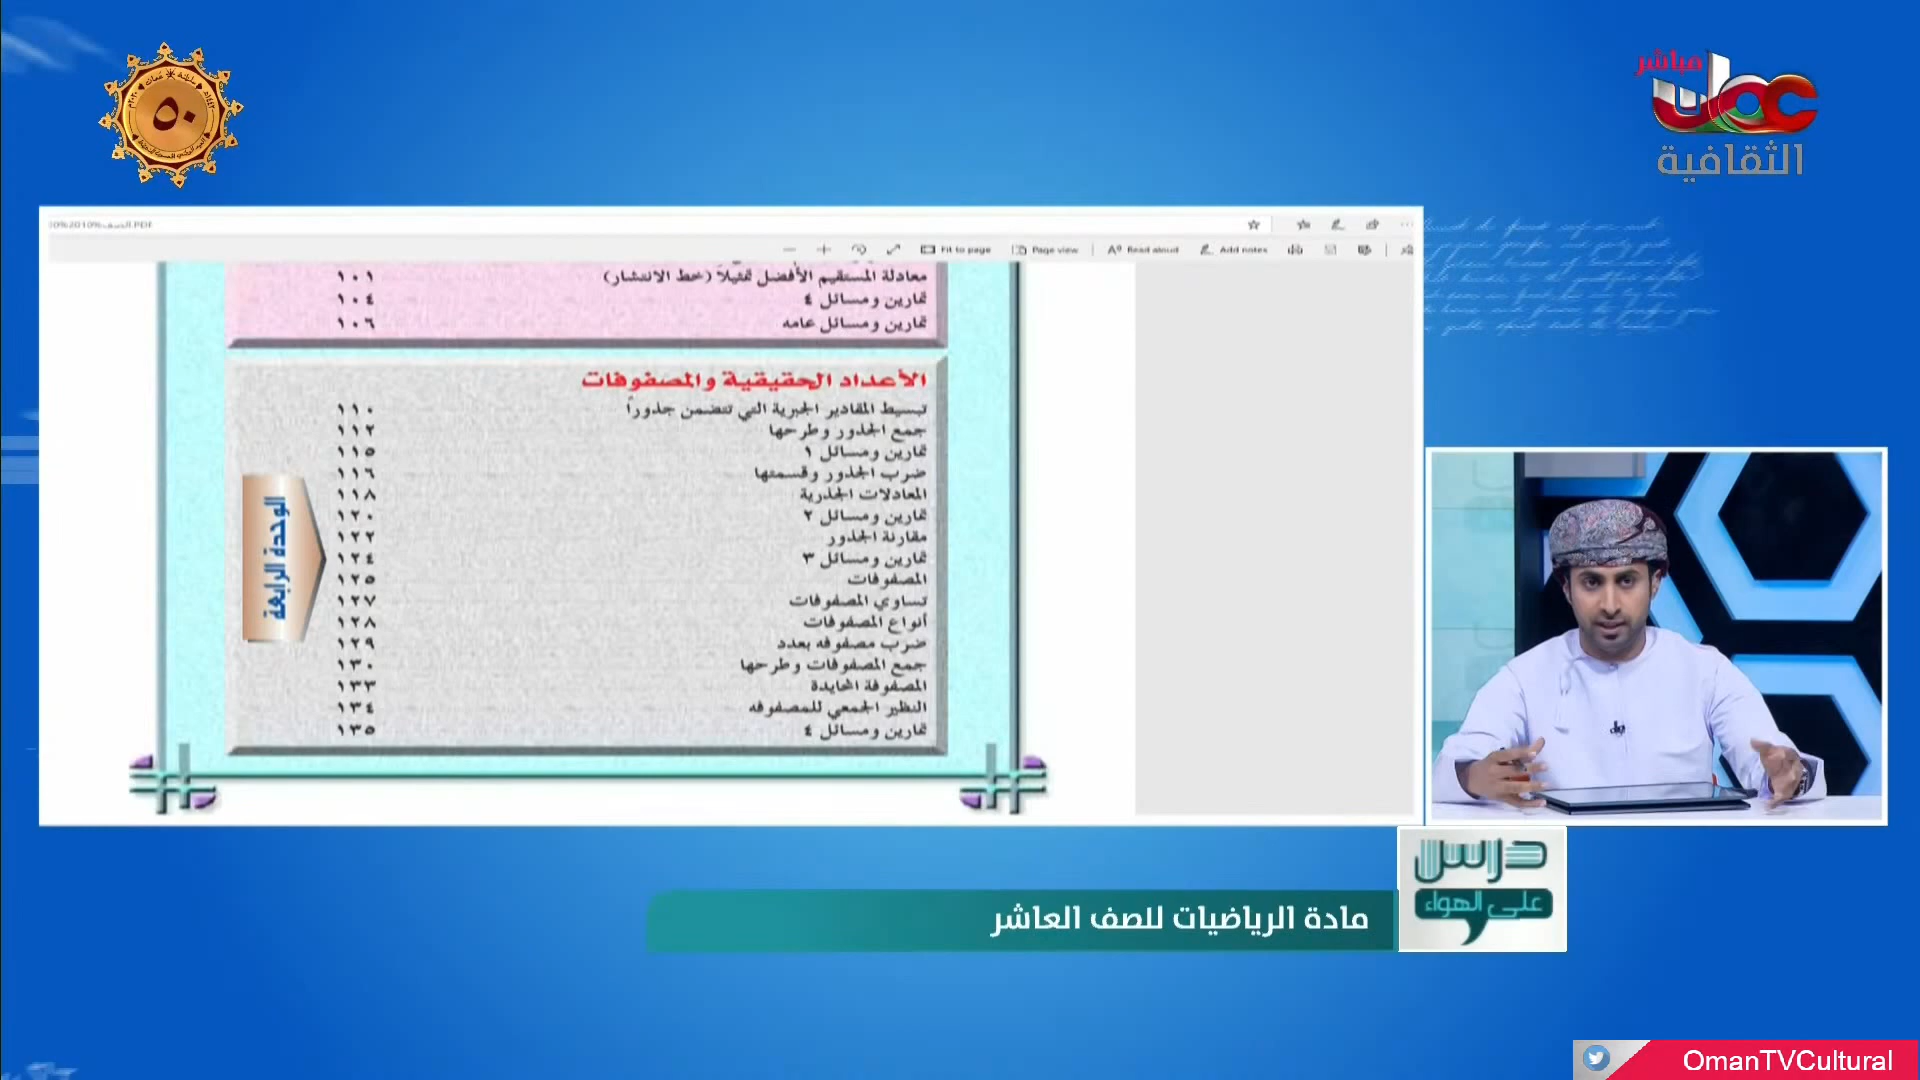 مباشر
عمان
الثقافية
٥٠
Fit to page
Page view
Read aloud
Add notes
معادلة المستقيم الأفضل تمثيلاً (خط الانتشار) ١٠١
تمارين ومسائل ٤ ١٠٤
تمارين ومسائل عامه ١٠٦
الأعداد الحقيقية والمصفوفات
الوحدة الرابعة
تبسيط المقادير الجبرية التي تتضمن جذوراً ١١٠
جمع الجذور وطرحها ١١٢
تمارين ومسائل ١ ١١٥
ضرب الجذور وقسمتها ١١٦
المعادلات الجذرية ١١٨
تمارين ومسائل ٢ ١٢٠
مقارنة الجذور ١٢٢
تمارين ومسائل ٣ ١٢٤
المصفوفات ١٢٥
تساوي المصفوفات ١٢٧
أنواع المصفوفات ١٢٨
ضرب مصفوفه بعدد ١٢٩
جمع المصفوفات وطرحها ١٣٠
المصفوفة المحايدة ١٣٣
النظير الجمعي للمصفوفه ١٣٤
تمارين ومسائل ٤ ١٣٥
درس
على الهواء
مادة الرياضيات للصف العاشر
OmanTVCultural